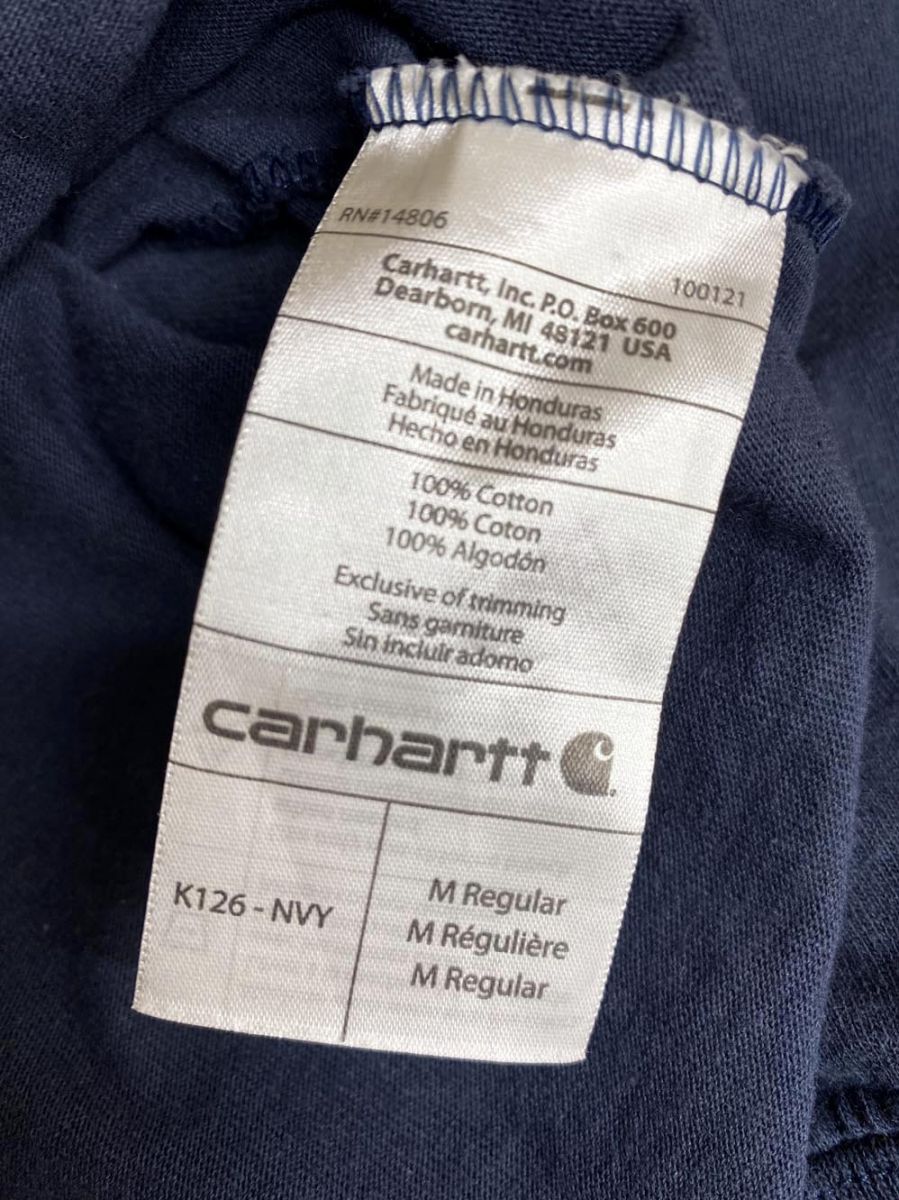 RN#14806
100121
Carhartt, Inc. P.O. Box 600
Dearborn, MI 48121 USA
carhartt.com
Made in Honduras
Fabriqué au Honduras
Hecho en Honduras
100% Cotton
100% Coton
100% Algodón
Exclusive of trimming
Sans garniture
Sin incluir adorno
carhartt
K126 - NVY
M Regular
M Régulière
M Regular